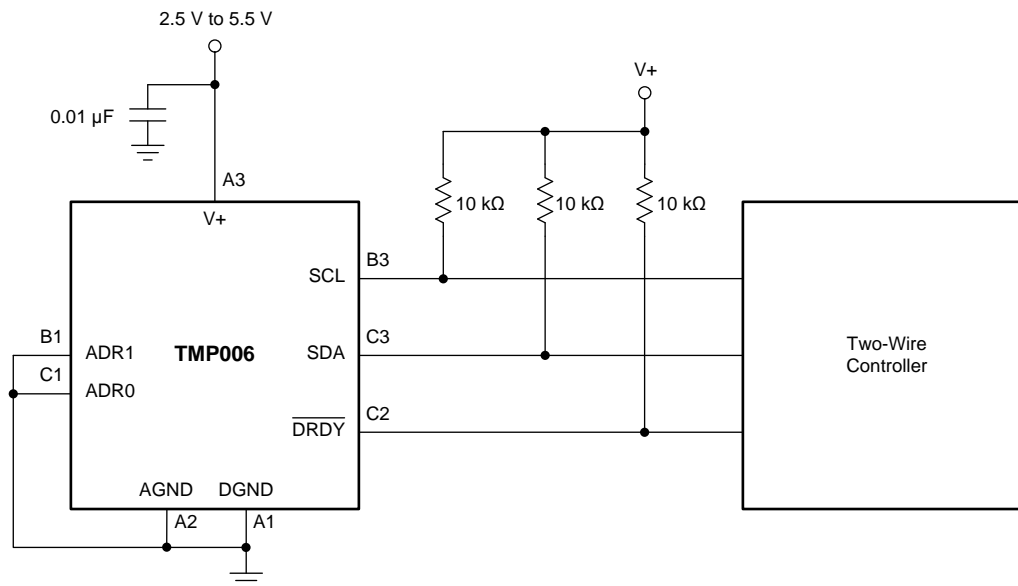 2.5 V to 5.5 V
V+
0.01 µF
A3
10 kΩ
10 kΩ
10 kΩ
V+
B3
SCL
B1
C3
ADR1
TMP006
SDA
Two-Wire
Controller
C1
ADR0
C2
DRDY
AGND
DGND
A2
A1